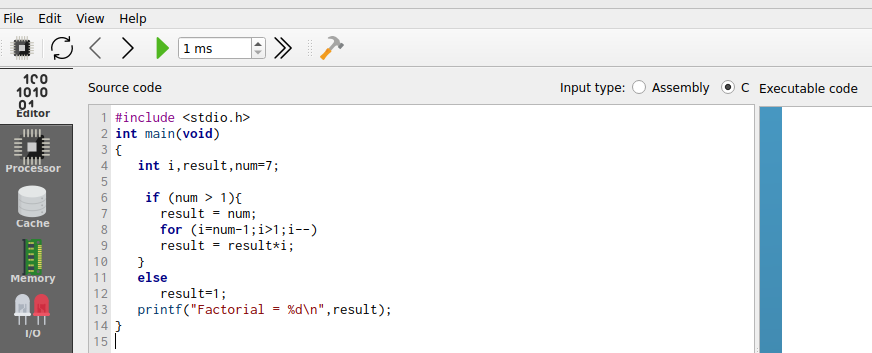 File Edit View Help
1 ms
100
1010
01
Editor
Processor
Cache
Memory
I/O
Source code Input type: Assembly C Executable code
1 #include <stdio.h>
2 int main(void)
3 {
4    int i,result,num=7;
5
6     if (num > 1){
7       result = num;
8       for (i=num-1;i>1;i--)
9       result = result*i;
10    }
11    else
12       result=1;
13    printf("Factorial = %d\n",result);
14 }
15